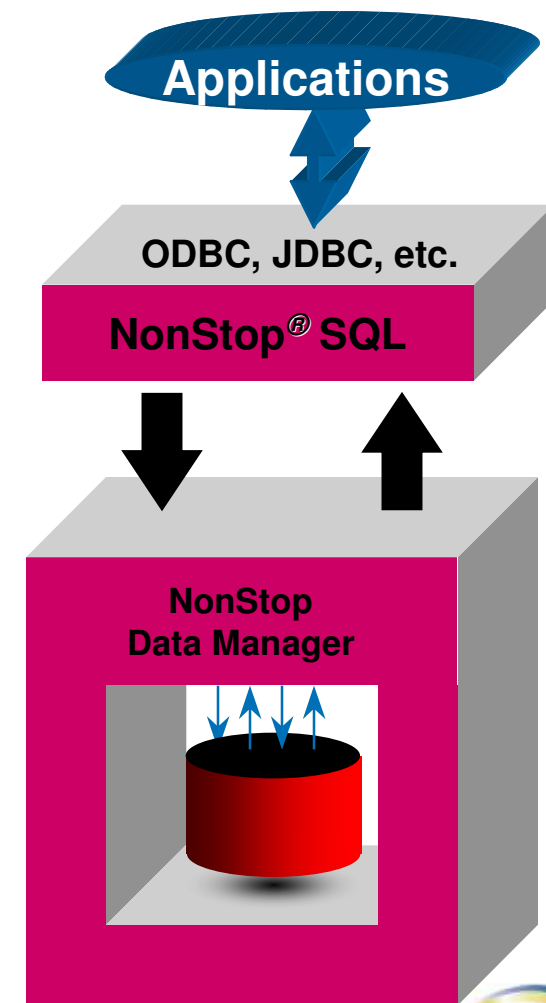 Applications
ODBC, JDBC, etc.
NonStop® SQL
NonStop
Data Manager